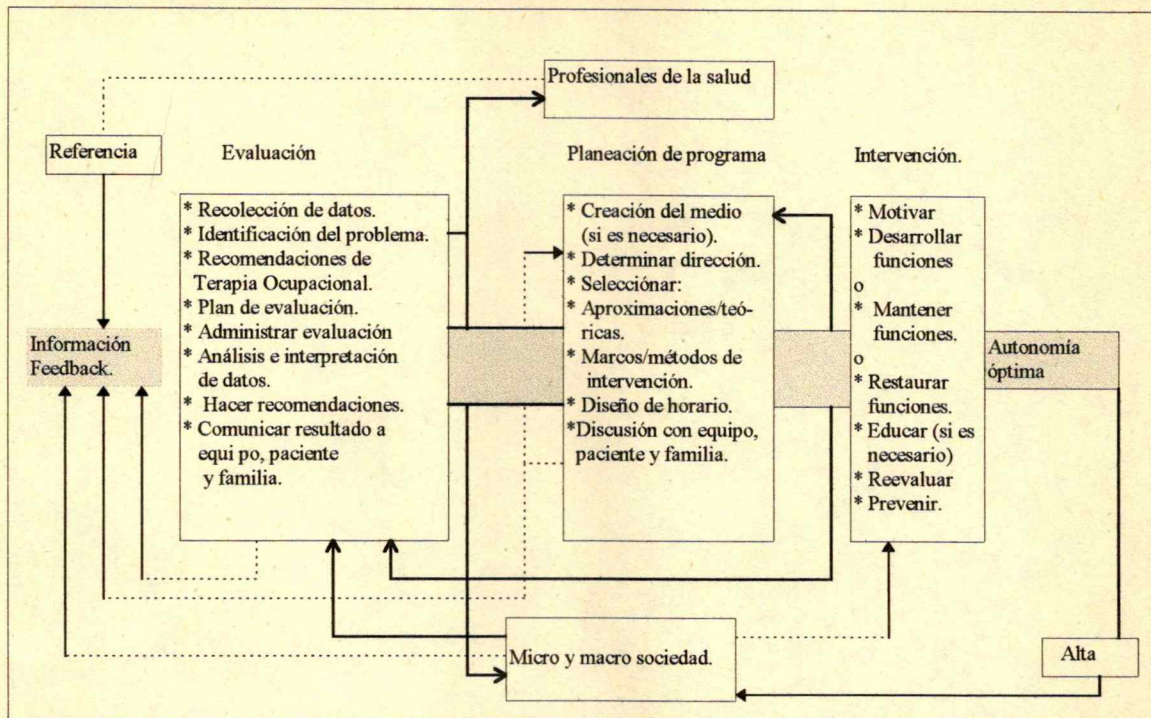 Profesionales de la salud
Referencia
Evaluación
Planeación de programa
Intervención.
* Recolección de datos.
* Identificación del problema.
* Recomendaciones de
Terapia Ocupacional.
* Plan de evaluación.
* Administrar evaluación
* Análisis e interpretación
de datos.
* Hacer recomendaciones.
* Comunicar resultado a
equi po, paciente
y familia.
* Creación del medio
(si es necesario).
* Determinar dirección.
* Selecciónar:
* Aproximaciones/teó-
ricas.
* Marcos/métodos de
intervención.
* Diseño de horario.
*Discusión con equipo,
paciente y familia.
* Motivar
* Desarrollar
funciones
o
* Mantener
funciones.
o
* Restaurar
funciones.
* Educar (si es
necesario)
* Reevaluar
* Prevenir.
Información
Feedback.
Autonomía
óptima
Micro y macro sociedad.
Alta